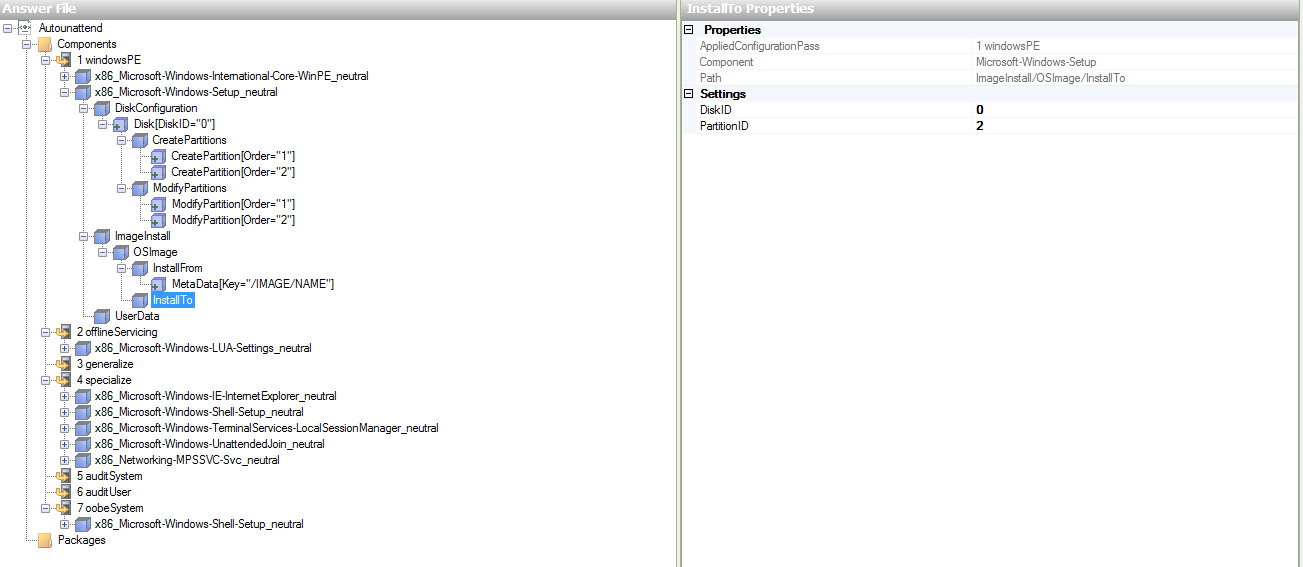 Answer File
Autounattend
Components
1 windowsPE
x86_Microsoft-Windows-International-Core-WinPE_neutral
x86_Microsoft-Windows-Setup_neutral
DiskConfiguration
Disk[DiskID="0"]
CreatePartitions
CreatePartition[Order="1"]
CreatePartition[Order="2"]
ModifyPartitions
ModifyPartition[Order="1"]
ModifyPartition[Order="2"]
ImageInstall
OSImage
InstallFrom
MetaData[Key="/IMAGE/NAME"]
InstallTo
UserData
2 offlineServicing
x86_Microsoft-Windows-LUA-Settings_neutral
3 generalize
4 specialize
x86_Microsoft-Windows-IE-InternetExplorer_neutral
x86_Microsoft-Windows-Shell-Setup_neutral
x86_Microsoft-Windows-TerminalServices-LocalSessionManager_neutral
x86_Microsoft-Windows-UnattendedJoin_neutral
x86_Networking-MPSSVC-Svc_neutral
5 auditSystem
6 auditUser
7 oobeSystem
x86_Microsoft-Windows-Shell-Setup_neutral
Packages
InstallTo Properties
Properties
AppliedConfigurationPass 1 windowsPE
Component Microsoft-Windows-Setup
Path ImageInstall/OSImage/InstallTo
Settings
DiskID 0
PartitionID 2